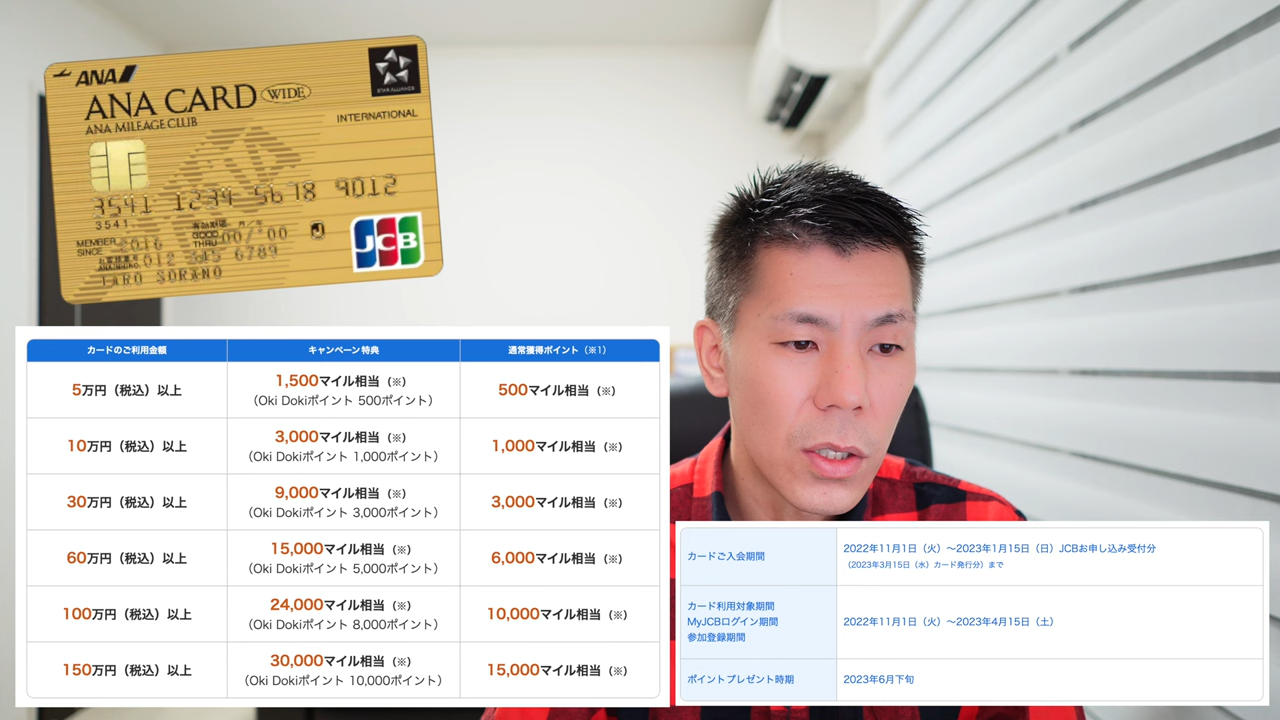 ANA
ANA CARD WIDE
ANA MILEAGE CLUB
STAR ALLIANCE
INTERNATIONAL
3541 1234 5678 9012
3541
有効期限 月/年
MEMBER SINCE 2016
GOOD THRU 00/00
お客様番号
TARO SORANO
JCB
カードのご利用金額 キャンペーン特典 通常獲得ポイント（※1）
5万円（税込）以上 1,500マイル相当（※） 500マイル相当（※）
（Oki Dokiポイント 500ポイント）
10万円（税込）以上 3,000マイル相当（※） 1,000マイル相当（※）
（Oki Dokiポイント 1,000ポイント）
30万円（税込）以上 9,000マイル相当（※） 3,000マイル相当（※）
（Oki Dokiポイント 3,000ポイント）
60万円（税込）以上 15,000マイル相当（※） 6,000マイル相当（※）
（Oki Dokiポイント 5,000ポイント）
100万円（税込）以上 24,000マイル相当（※） 10,000マイル相当（※）
（Oki Dokiポイント 8,000ポイント）
150万円（税込）以上 30,000マイル相当（※） 15,000マイル相当（※）
（Oki Dokiポイント 10,000ポイント）
カードご入会期間 2022年11月1日（火）～2023年1月15日（日）JCBお申し込み受付分
（2023年3月15日（水）カード発行分）まで
カード利用対象期間
MyJCBログイン期間 2022年11月1日（火）～2023年4月15日（土）
参加登録期間
ポイントプレゼント時期 2023年6月下旬